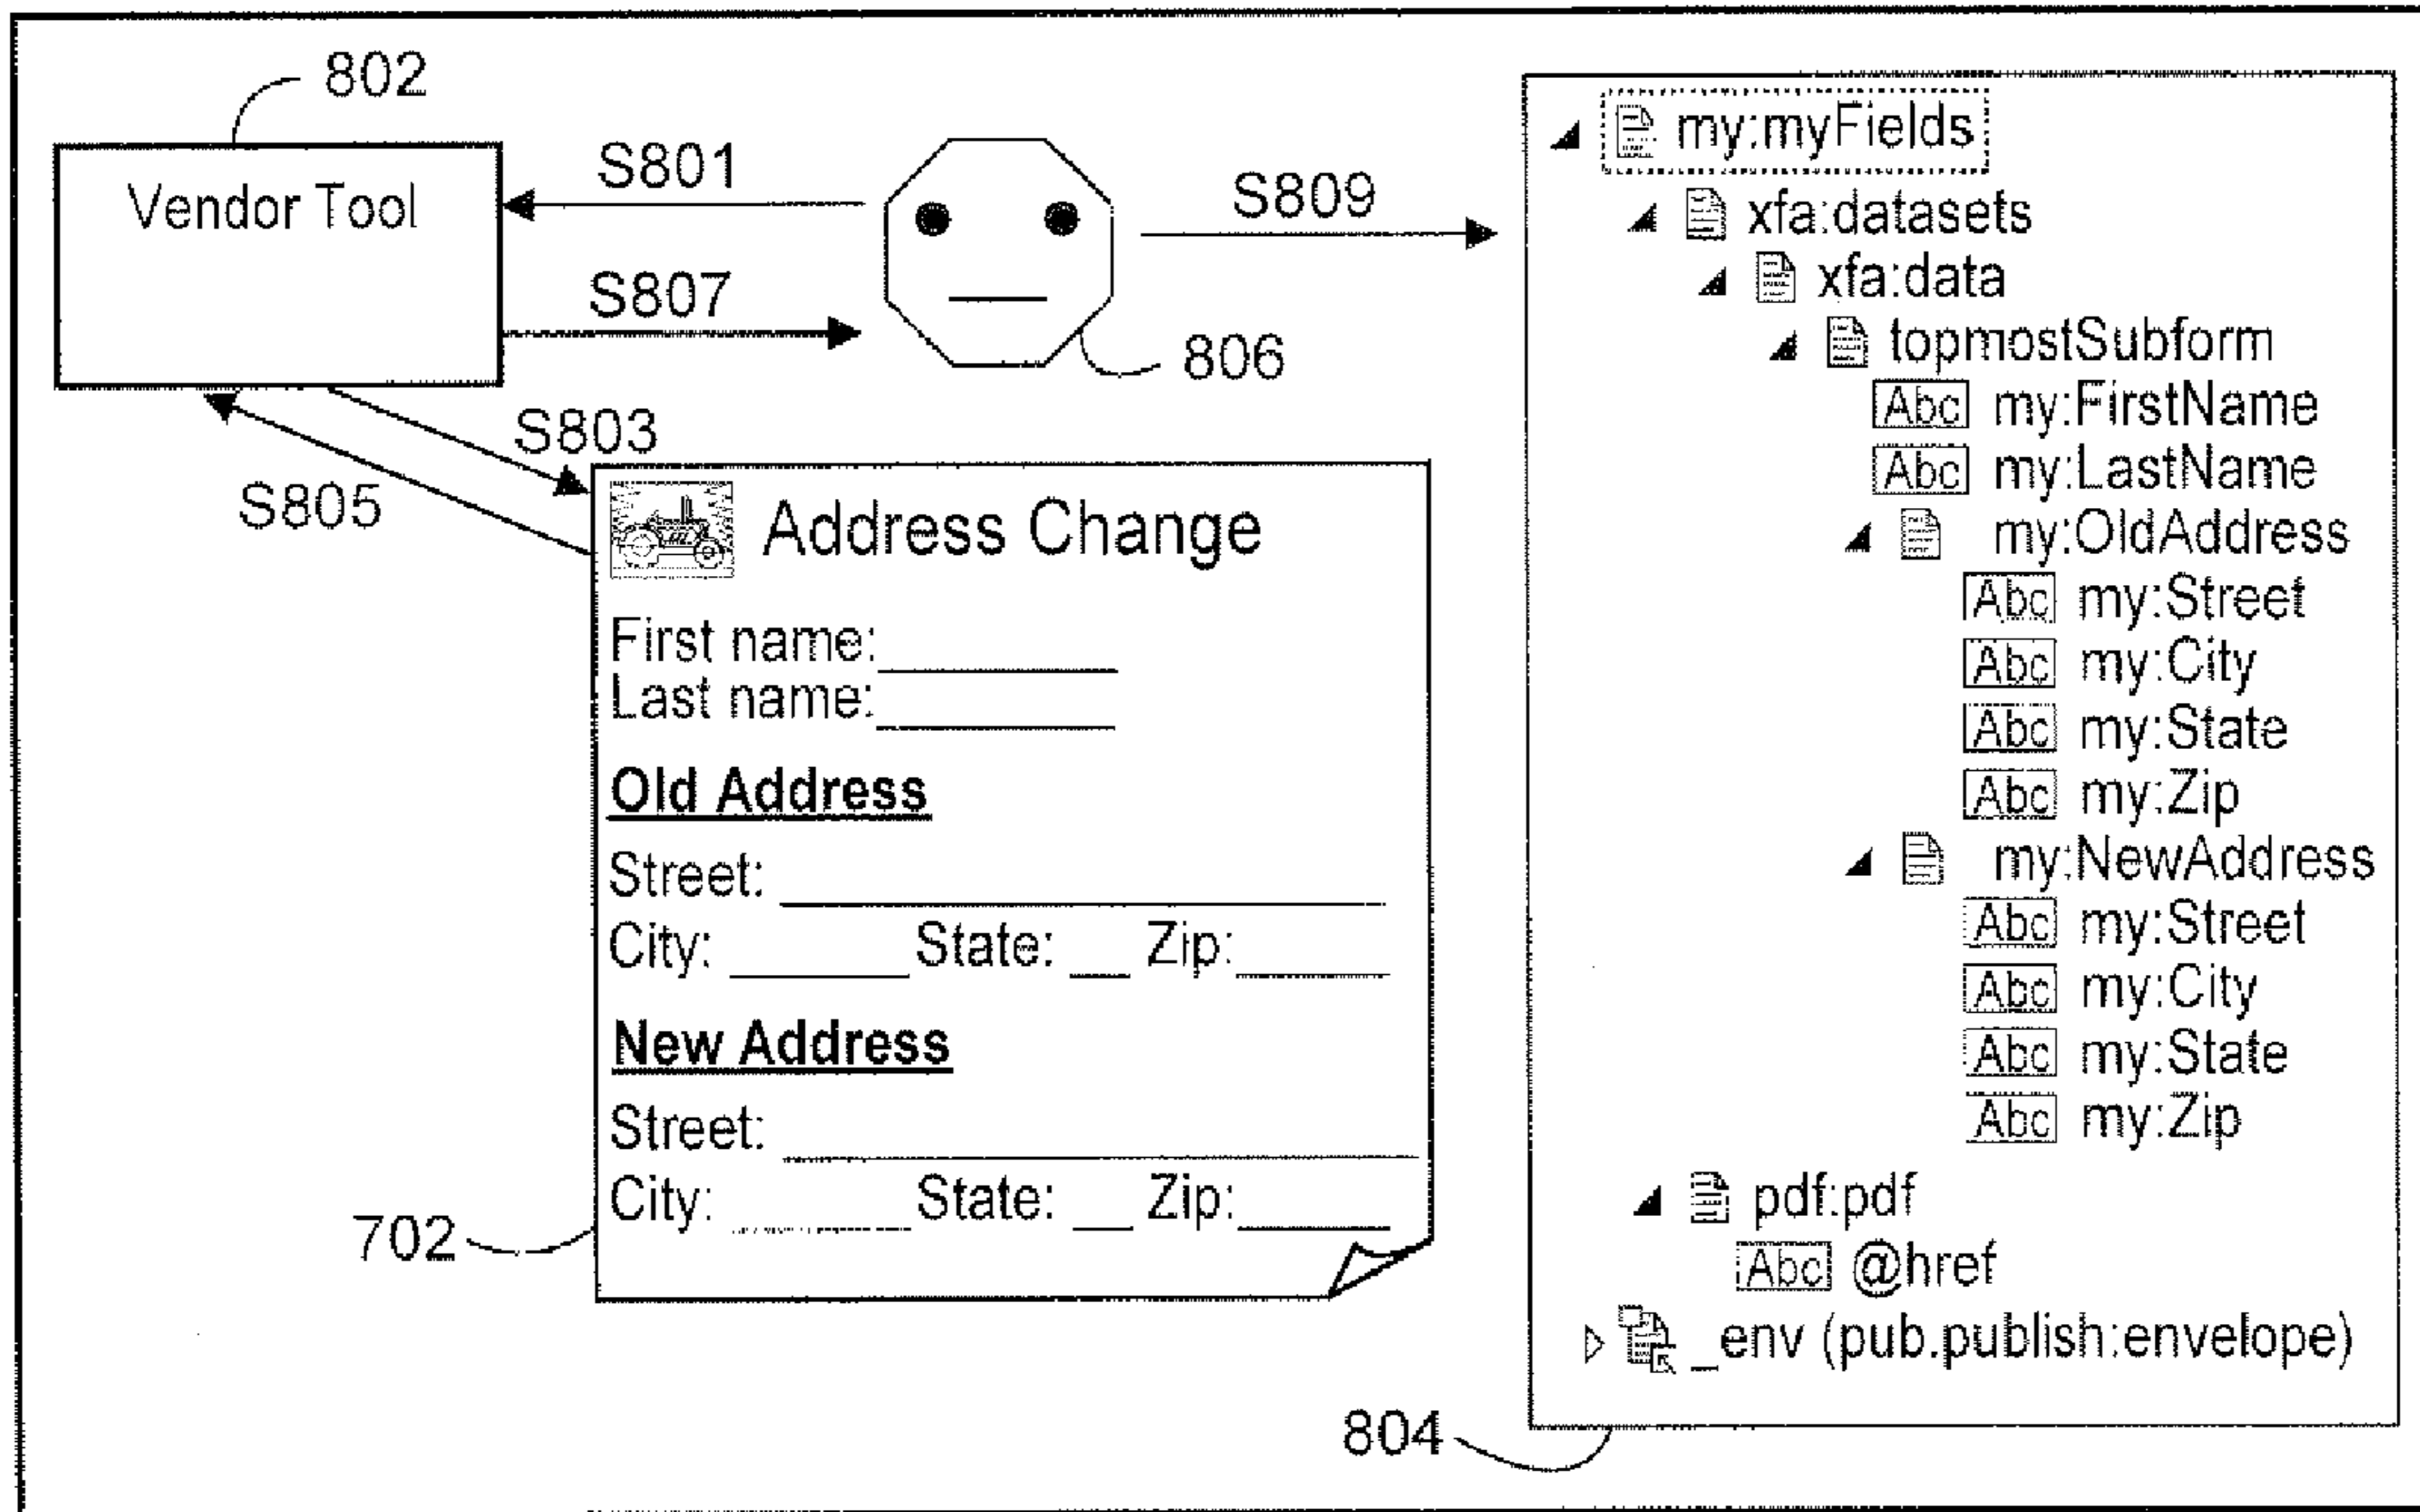 802
Vendor Tool
S801
S807
S809
806
S803
S805
Address Change
First name:
Last name:
Old Address
Street:
City: State: Zip:
New Address
Street:
City: State: Zip:
702
my:myFields
xfa:datasets
xfa:data
topmostSubform
Abc my:FirstName
Abc my:LastName
my:OldAddress
Abc my:Street
Abc my:City
Abc my:State
Abc my:Zip
my:NewAddress
Abc my:Street
Abc my:City
Abc my:State
Abc my:Zip
pdf:pdf
Abc @href
_env (pub.publish:envelope)
804